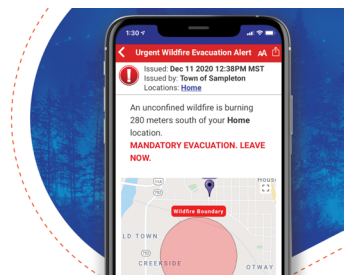 1:30
Urgent Wildfire Evacuation Alert AA
Issued: Dec 11 2020 12:38PM MST
Issued by: Town of Sampleton
Locations: Home
An unconfined wildfire is burning
280 meters south of your Home
location.
MANDATORY EVACUATION. LEAVE
NOW.
HOUSI
Wildfire Boundary
LD TOWN
CREEKSIDE
OTWAY